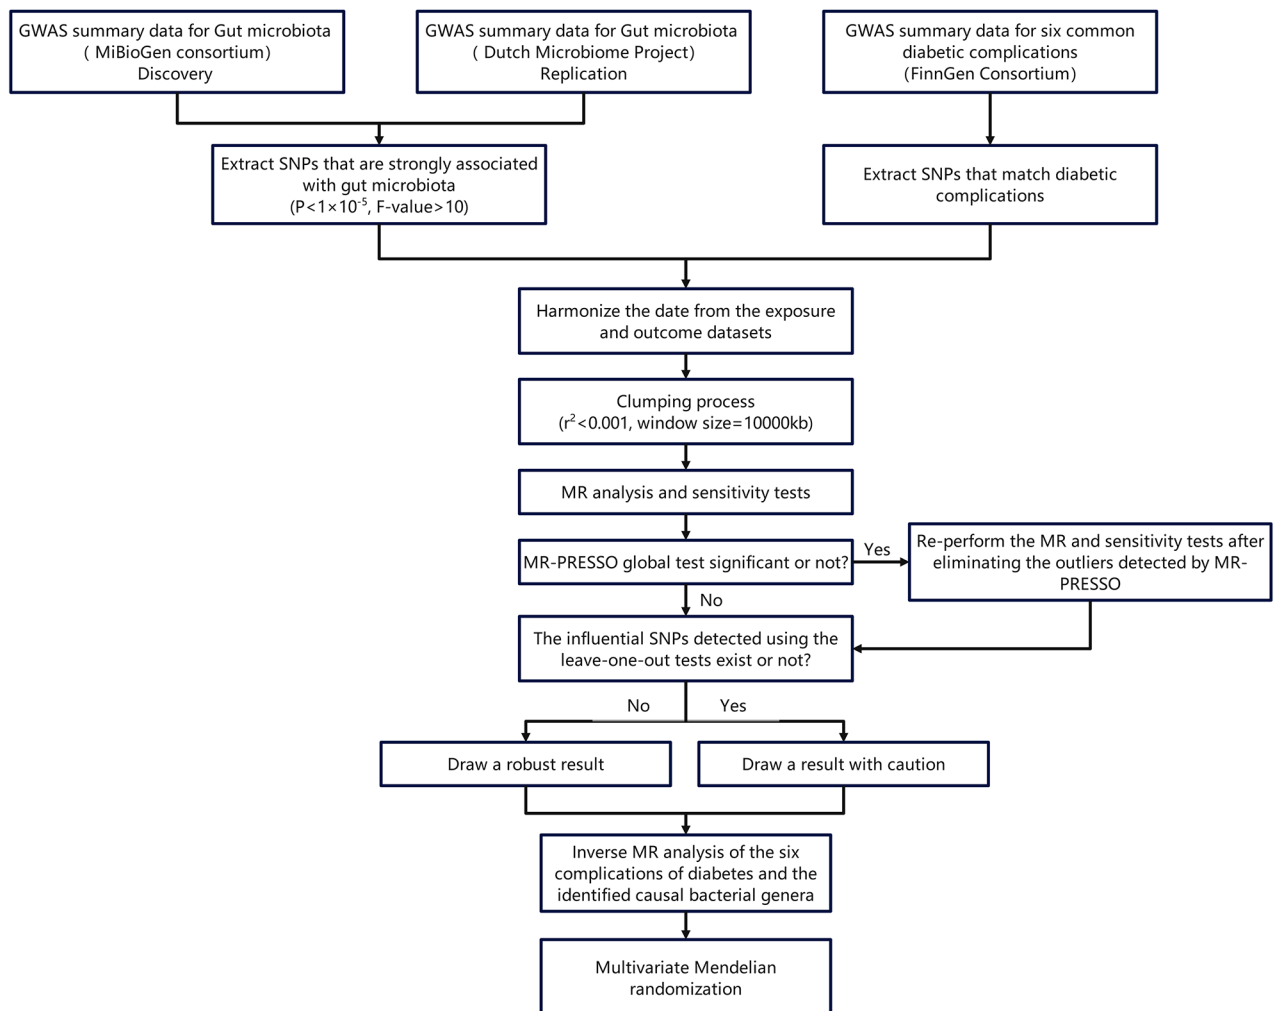 GWAS summary data for Gut microbiota
( MiBioGen consortium)
Discovery
GWAS summary data for Gut microbiota
( Dutch Microbiome Project)
Replication
GWAS summary data for six common
diabetic complications
(FinnGen Consortium)
Extract SNPs that are strongly associated
with gut microbiota
(P<1×10⁻⁵, F-value>10)
Extract SNPs that match diabetic
complications
Harmonize the date from the exposure
and outcome datasets
Clumping process
(r²<0.001, window size=10000kb)
MR analysis and sensitivity tests
MR-PRESSO global test significant or not?
Yes
Re-perform the MR and sensitivity tests after
eliminating the outliers detected by MR-
PRESSO
No
The influential SNPs detected using the
leave-one-out tests exist or not?
No
Yes
Draw a robust result
Draw a result with caution
Inverse MR analysis of the six
complications of diabetes and the
identified causal bacterial genera
Multivariate Mendelian
randomization